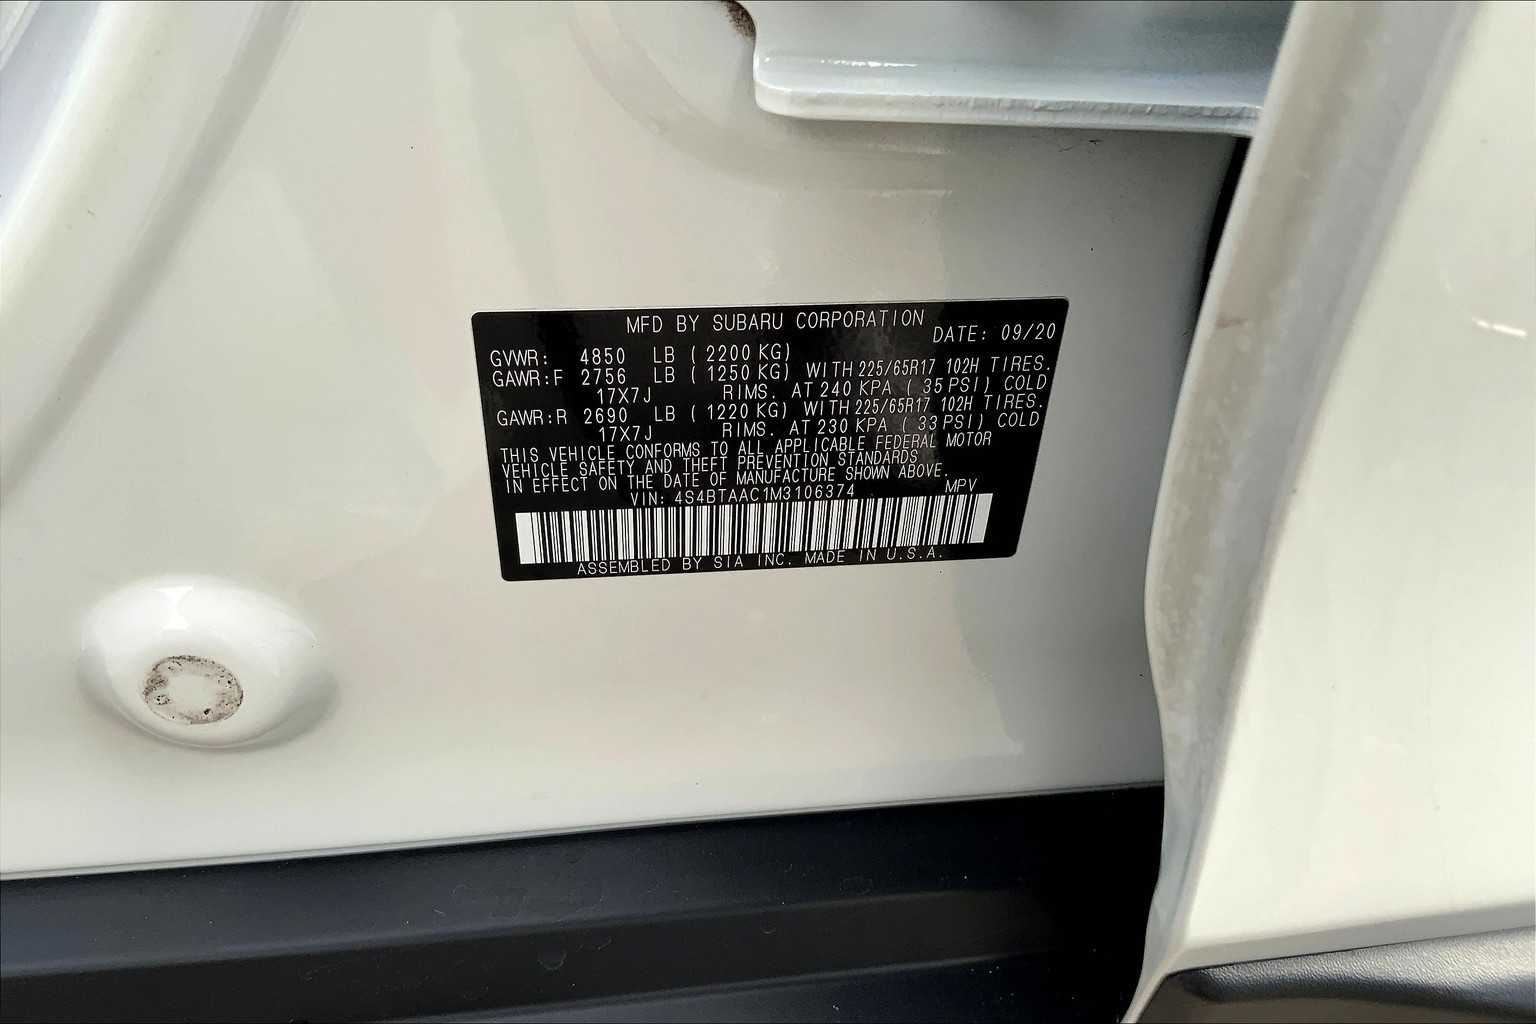 MFD BY SUBARU CORPORATION
DATE: 09/20
GVWR: 4850 LB (2200 KG)
GAWR:F 2756 LB (1250 KG) WITH 225/65R17 102H TIRES.
17X7J RIMS. AT 240 KPA (35 PSI) COLD
GAWR:R 2690 LB (1220 KG) WITH 225/65R17 102H TIRES.
17X7J RIMS. AT 230 KPA (33 PSI) COLD
THIS VEHICLE CONFORMS TO ALL APPLICABLE FEDERAL MOTOR
VEHICLE SAFETY AND THEFT PREVENTION STANDARDS
IN EFFECT ON THE DATE OF MANUFACTURE SHOWN ABOVE.
VIN: 4S4BTAAC1M3106374 MPV
ASSEMBLED BY SIA INC. MADE IN U.S.A.